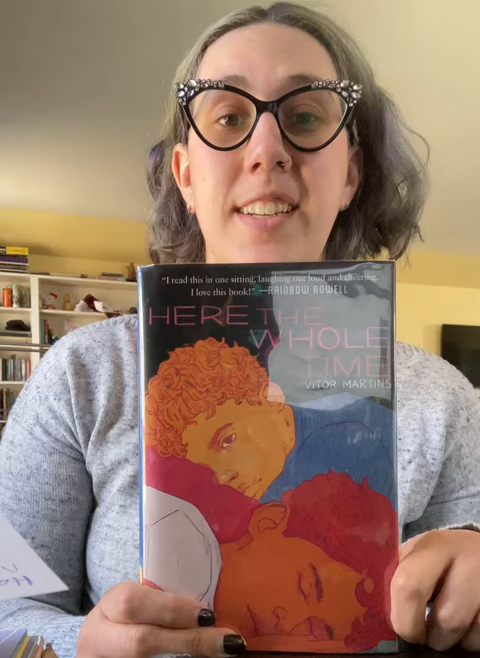 "I read this in one sitting, laughing out loud and cheering.
I love this book!" —RAINBOW ROWELL
HERE THE
WHOLE
TIME
VITOR MARTINS